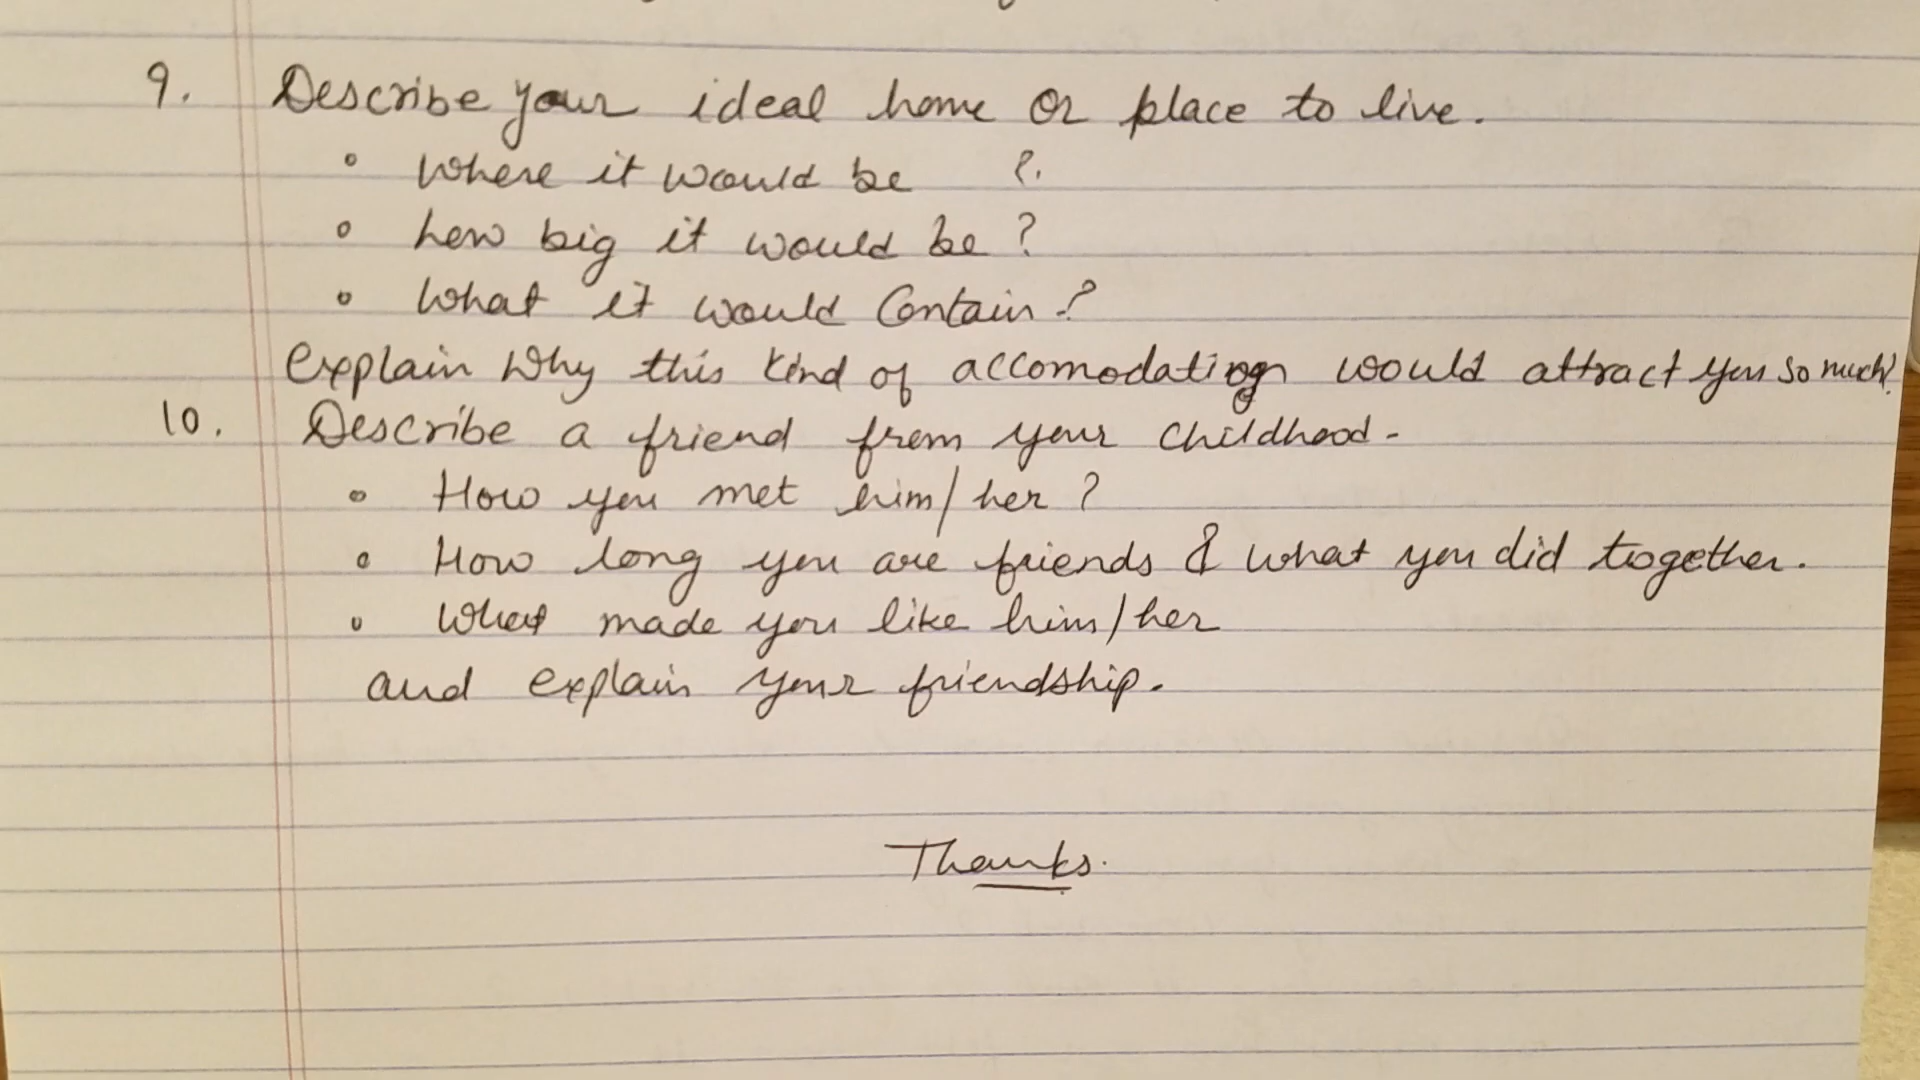 9. Describe your ideal home or place to live.
• Where it would be ?.
• how big it would be ?
• What it would Contain ?
explain Why this kind of accomodation would attract you so much?
10. Describe a friend from your childhood -
• How you met him/her ?
• How long you are friends & what you did together.
• What made you like him/her
and explain your friendship.
Thanks.